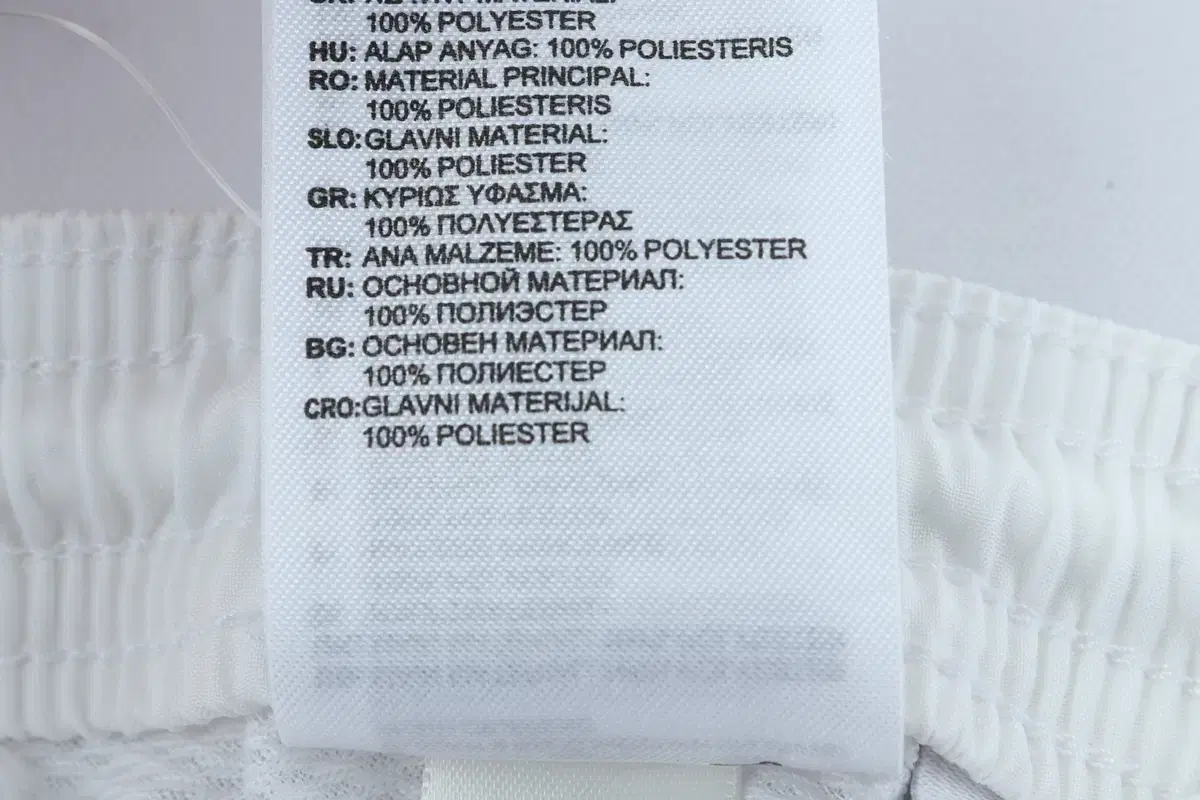 100% POLYESTER
HU: ALAP ANYAG: 100% POLIESTERIS
RO: MATERIAL PRINCIPAL:
100% POLIESTERIS
SLO: GLAVNI MATERIAL:
100% POLIESTER
GR: ΚΥΡΙΩΣ ΥΦΑΣΜΑ:
100% ΠΟΛΥΕΣΤΕΡΑΣ
TR: ANA MALZEME: 100% POLYESTER
RU: ОСНОВНОЙ МАТЕРИАЛ:
100% ПОЛИЭСТЕР
BG: ОСНОВЕН МАТЕРИАЛ:
100% ПОЛИЕСТЕР
CRO: GLAVNI MATERIJAL:
100% POLIESTER